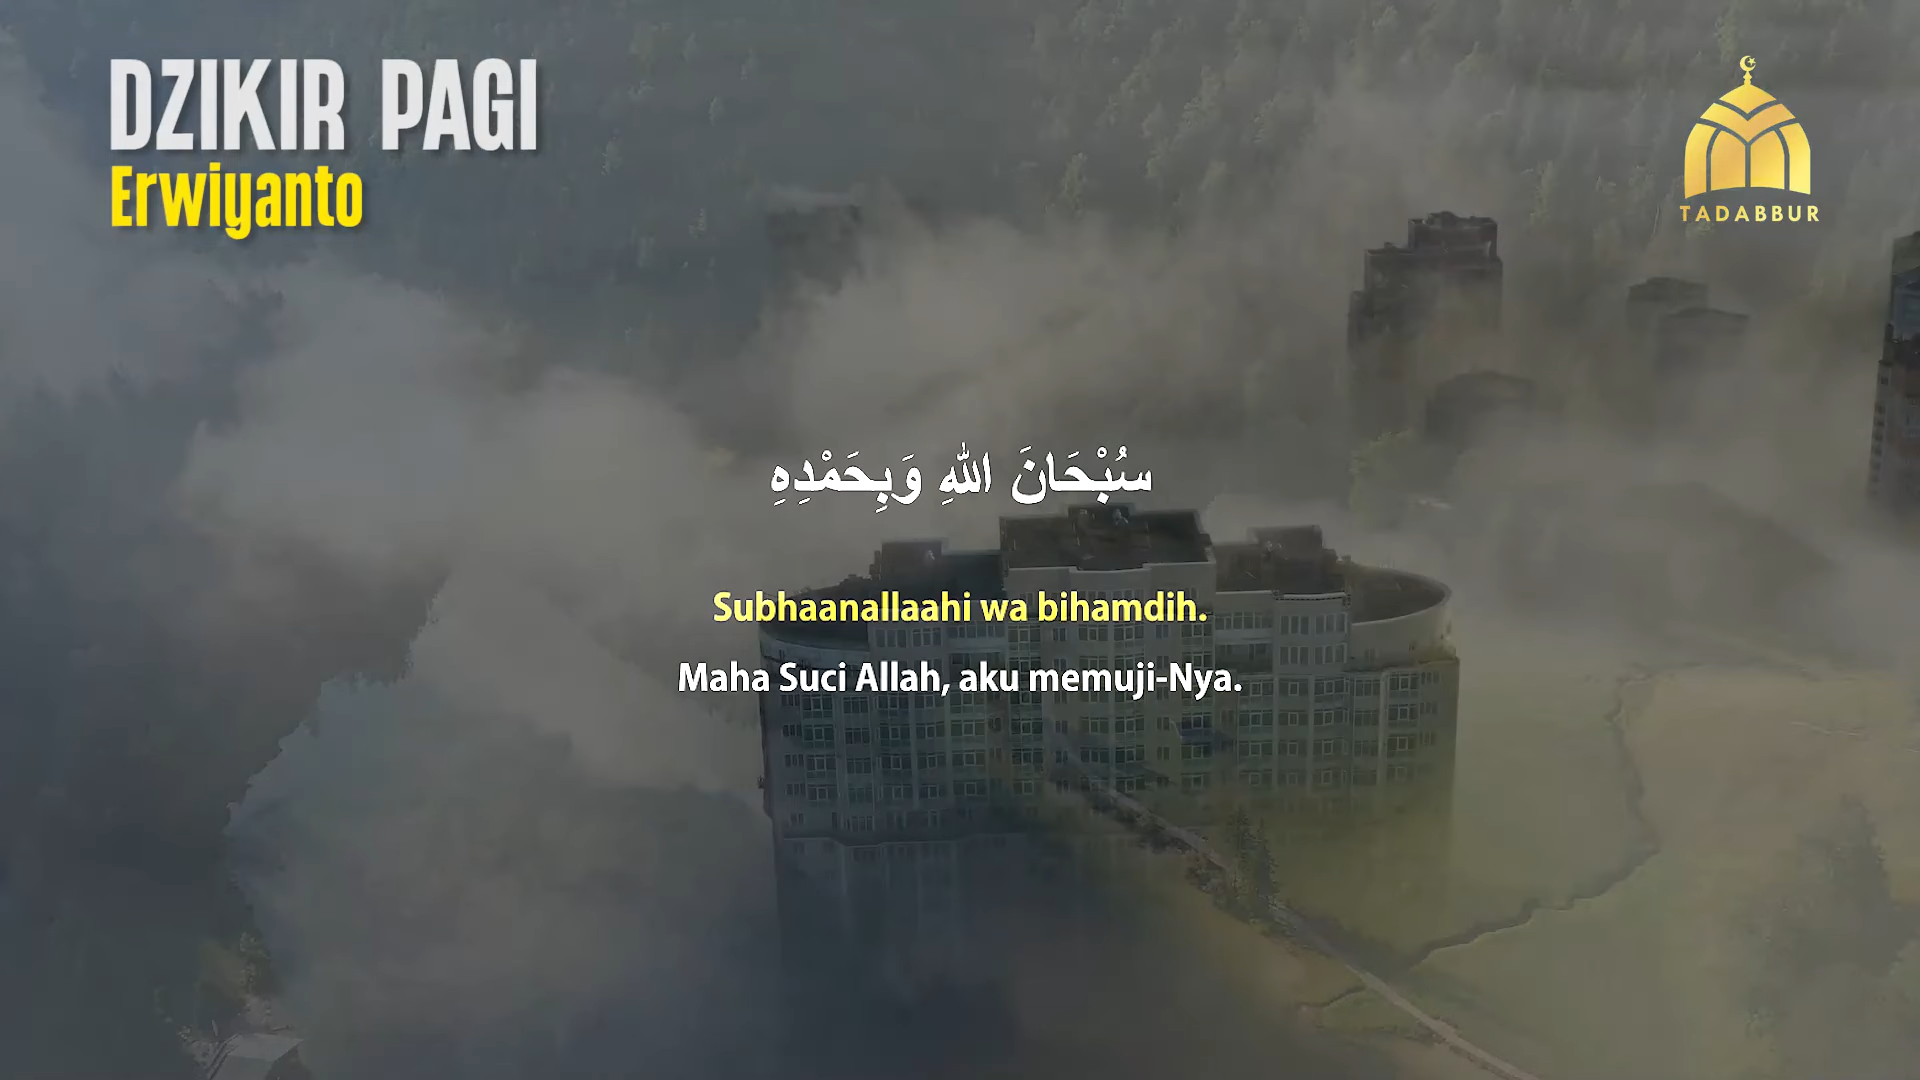 DZIKIR PAGI
Erwiyanto
TADABBUR
سُبْحَانَ اللهِ وَبِحَمْدِهِ
Subhaanallaahi wa bihamdih.
Maha Suci Allah, aku memuji-Nya.